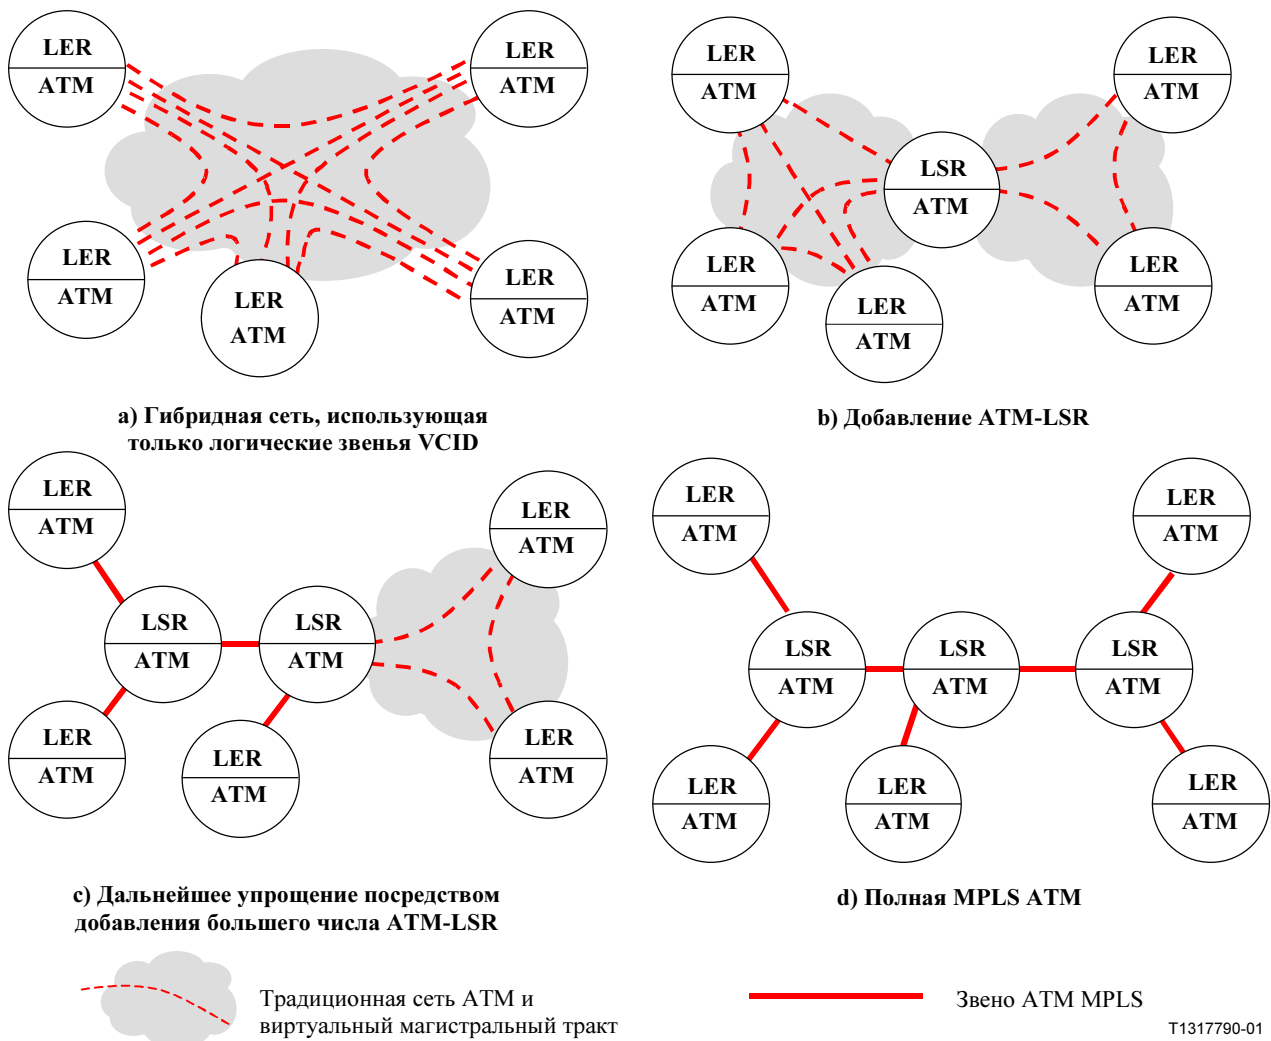 LER
ATM
LER
ATM
LER
ATM
LER
ATM
LER
ATM
a) Гибридная сеть, использующая
только логические звенья VCID
LER
ATM
LER
ATM
LSR
ATM
LER
ATM
LER
ATM
LER
ATM
b) Добавление ATM-LSR
LER
ATM
LER
ATM
LSR
ATM
LSR
ATM
LER
ATM
LER
ATM
LER
ATM
c) Дальнейшее упрощение посредством
добавления большего числа ATM-LSR
LER
ATM
LER
ATM
LSR
ATM
LSR
ATM
LSR
ATM
LER
ATM
LER
ATM
LER
ATM
d) Полная MPLS ATM
Традиционная сеть ATM и
виртуальный магистральный тракт
Звено ATM MPLS
T1317790-01